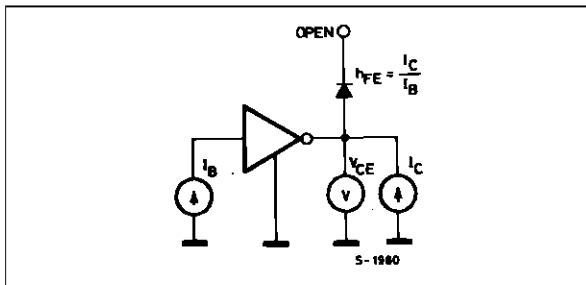 OPEN
hFE = IC
IB
IB
VCE
IC
V
S-1980